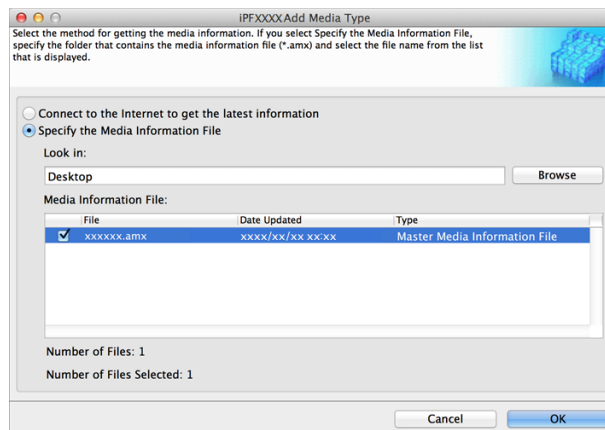 iPFXXXX Add Media Type
Select the method for getting the media information. If you select Specify the Media Information File,
specify the folder that contains the media information file (*.amx) and select the file name from the list
that is displayed.
Connect to the Internet to get the latest information
Specify the Media Information File
Look in:
Desktop
Browse
Media Information File:
File Date Updated Type
xxxxxx.amx xxxx/xx/xx xx:xx Master Media Information File
Number of Files: 1
Number of Files Selected: 1
Cancel OK